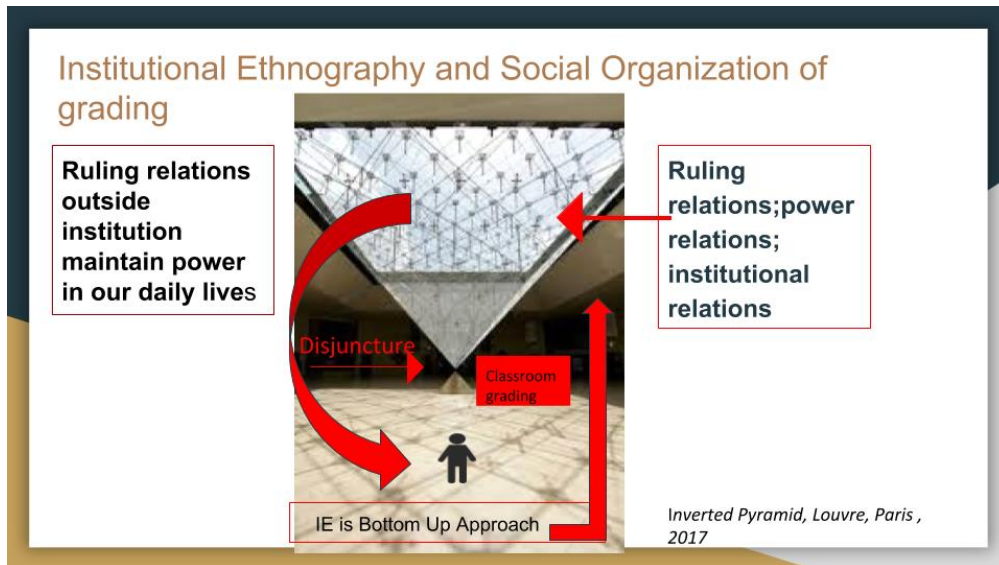 Institutional Ethnography and Social Organization of
grading
Ruling relations
outside
institution
maintain power
in our daily lives
Ruling
relations;power
relations;
institutional
relations
Disjuncture
Classroom
grading
IE is Bottom Up Approach
Inverted Pyramid, Louvre, Paris ,
2017